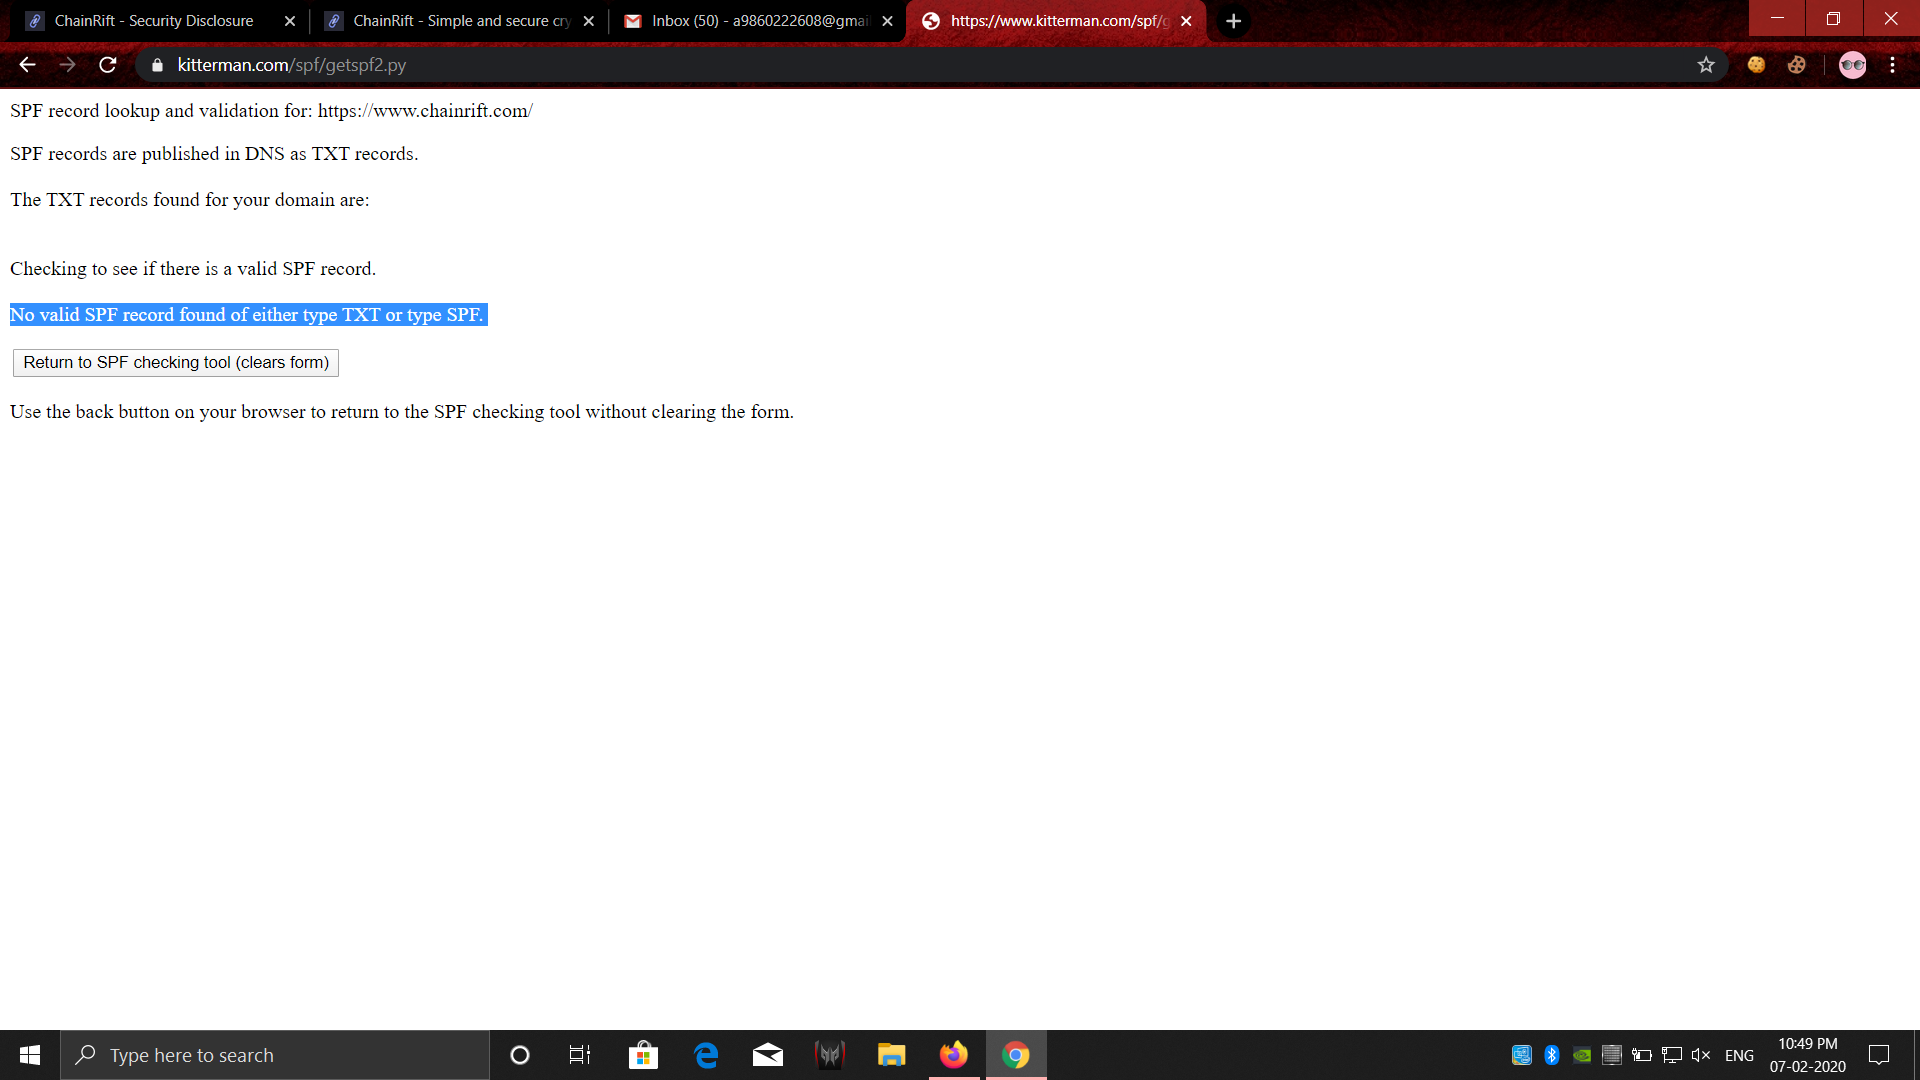 ChainRift - Security Disclosure
ChainRift - Simple and secure cry
Inbox (50) - a9860222608@gmai
https://www.kitterman.com/spf/g
kitterman.com/spf/getspf2.py
SPF record lookup and validation for: https://www.chainrift.com/
SPF records are published in DNS as TXT records.
The TXT records found for your domain are:
Checking to see if there is a valid SPF record.
No valid SPF record found of either type TXT or type SPF.
Return to SPF checking tool (clears form)
Use the back button on your browser to return to the SPF checking tool without clearing the form.
Type here to search
ENG
10:49 PM
07-02-2020